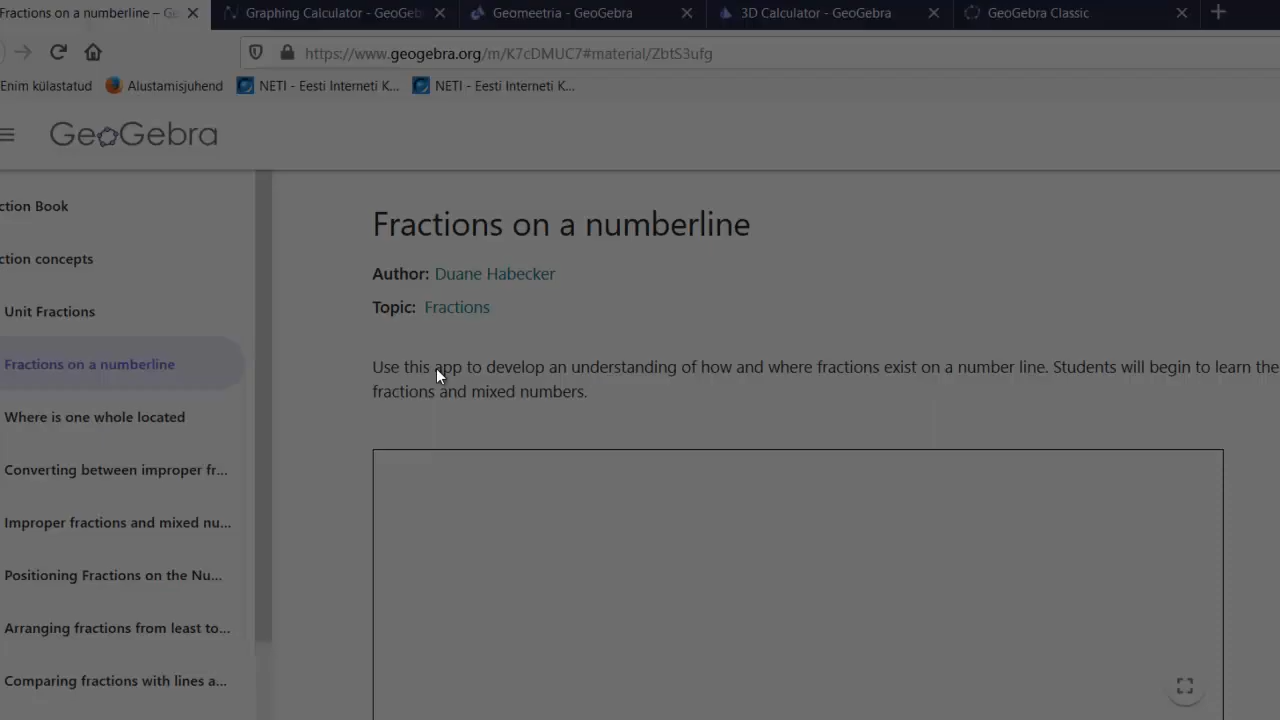 Fractions on a numberline – Ge
Graphing Calculator - GeoGeb
Geomeetria - GeoGebra
3D Calculator - GeoGebra
GeoGebra Classic
https://www.geogebra.org/m/K7cDMUC7#material/ZbtS3ufg
Enim külastatud
Alustamisjuhend
NETI - Eesti Interneti K...
NETI - Eesti Interneti K...
GeoGebra
ction Book
ction concepts
Unit Fractions
Fractions on a numberline
Where is one whole located
Converting between improper fr...
Improper fractions and mixed nu...
Positioning Fractions on the Nu...
Arranging fractions from least to...
Comparing fractions with lines a...
Fractions on a numberline
Author: Duane Habecker
Topic: Fractions
Use this app to develop an understanding of how and where fractions exist on a number line. Students will begin to learn the
fractions and mixed numbers.